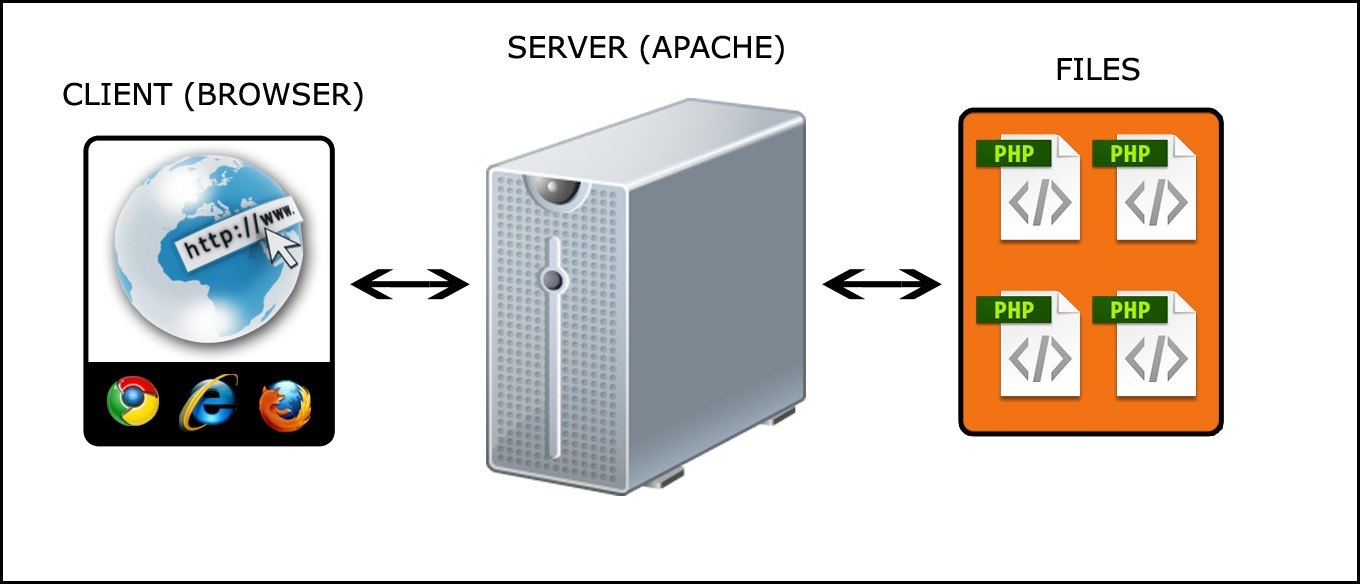 SERVER (APACHE)
FILES
CLIENT (BROWSER)
http://www.
PHP PHP
PHP PHP